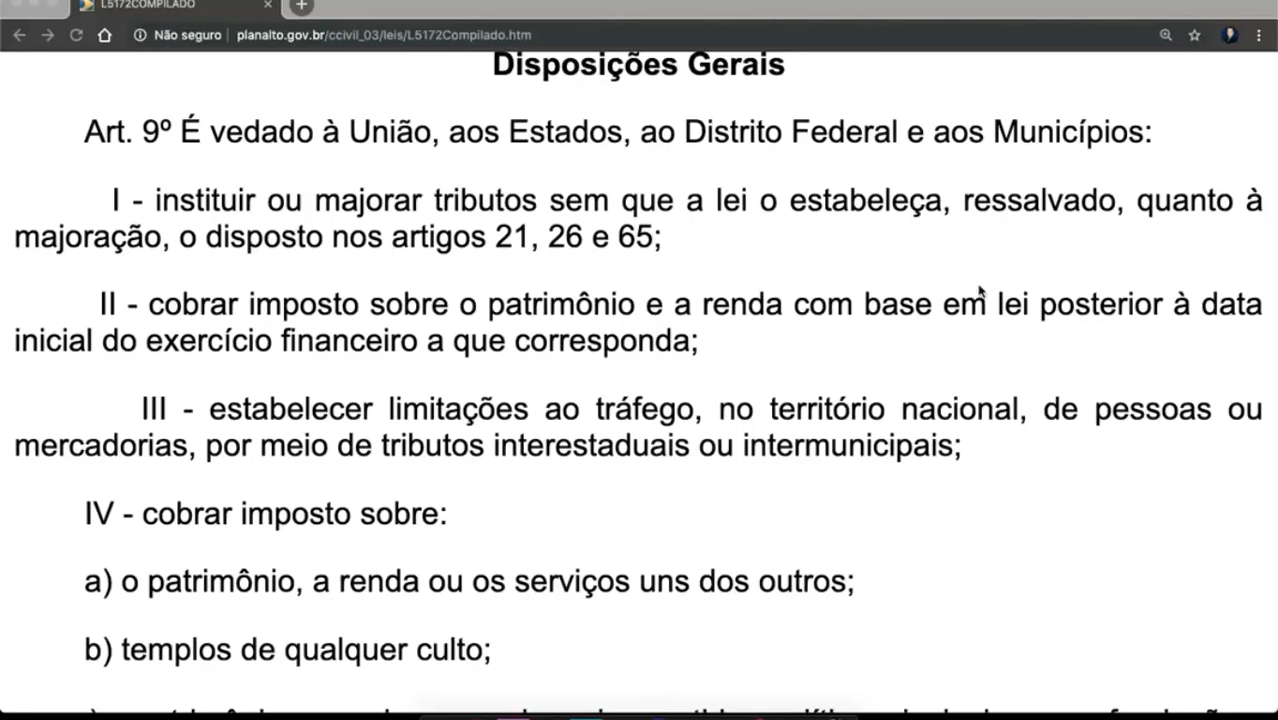 L5172COMPILADO
Não seguro | planalto.gov.br/ccivil_03/leis/L5172Compilado.htm
Disposições Gerais
Art. 9º É vedado à União, aos Estados, ao Distrito Federal e aos Municípios:
I - instituir ou majorar tributos sem que a lei o estabeleça, ressalvado, quanto à
majoração, o disposto nos artigos 21, 26 e 65;
II - cobrar imposto sobre o patrimônio e a renda com base em lei posterior à data
inicial do exercício financeiro a que corresponda;
III - estabelecer limitações ao tráfego, no território nacional, de pessoas ou
mercadorias, por meio de tributos interestaduais ou intermunicipais;
IV - cobrar imposto sobre:
a) o patrimônio, a renda ou os serviços uns dos outros;
b) templos de qualquer culto;